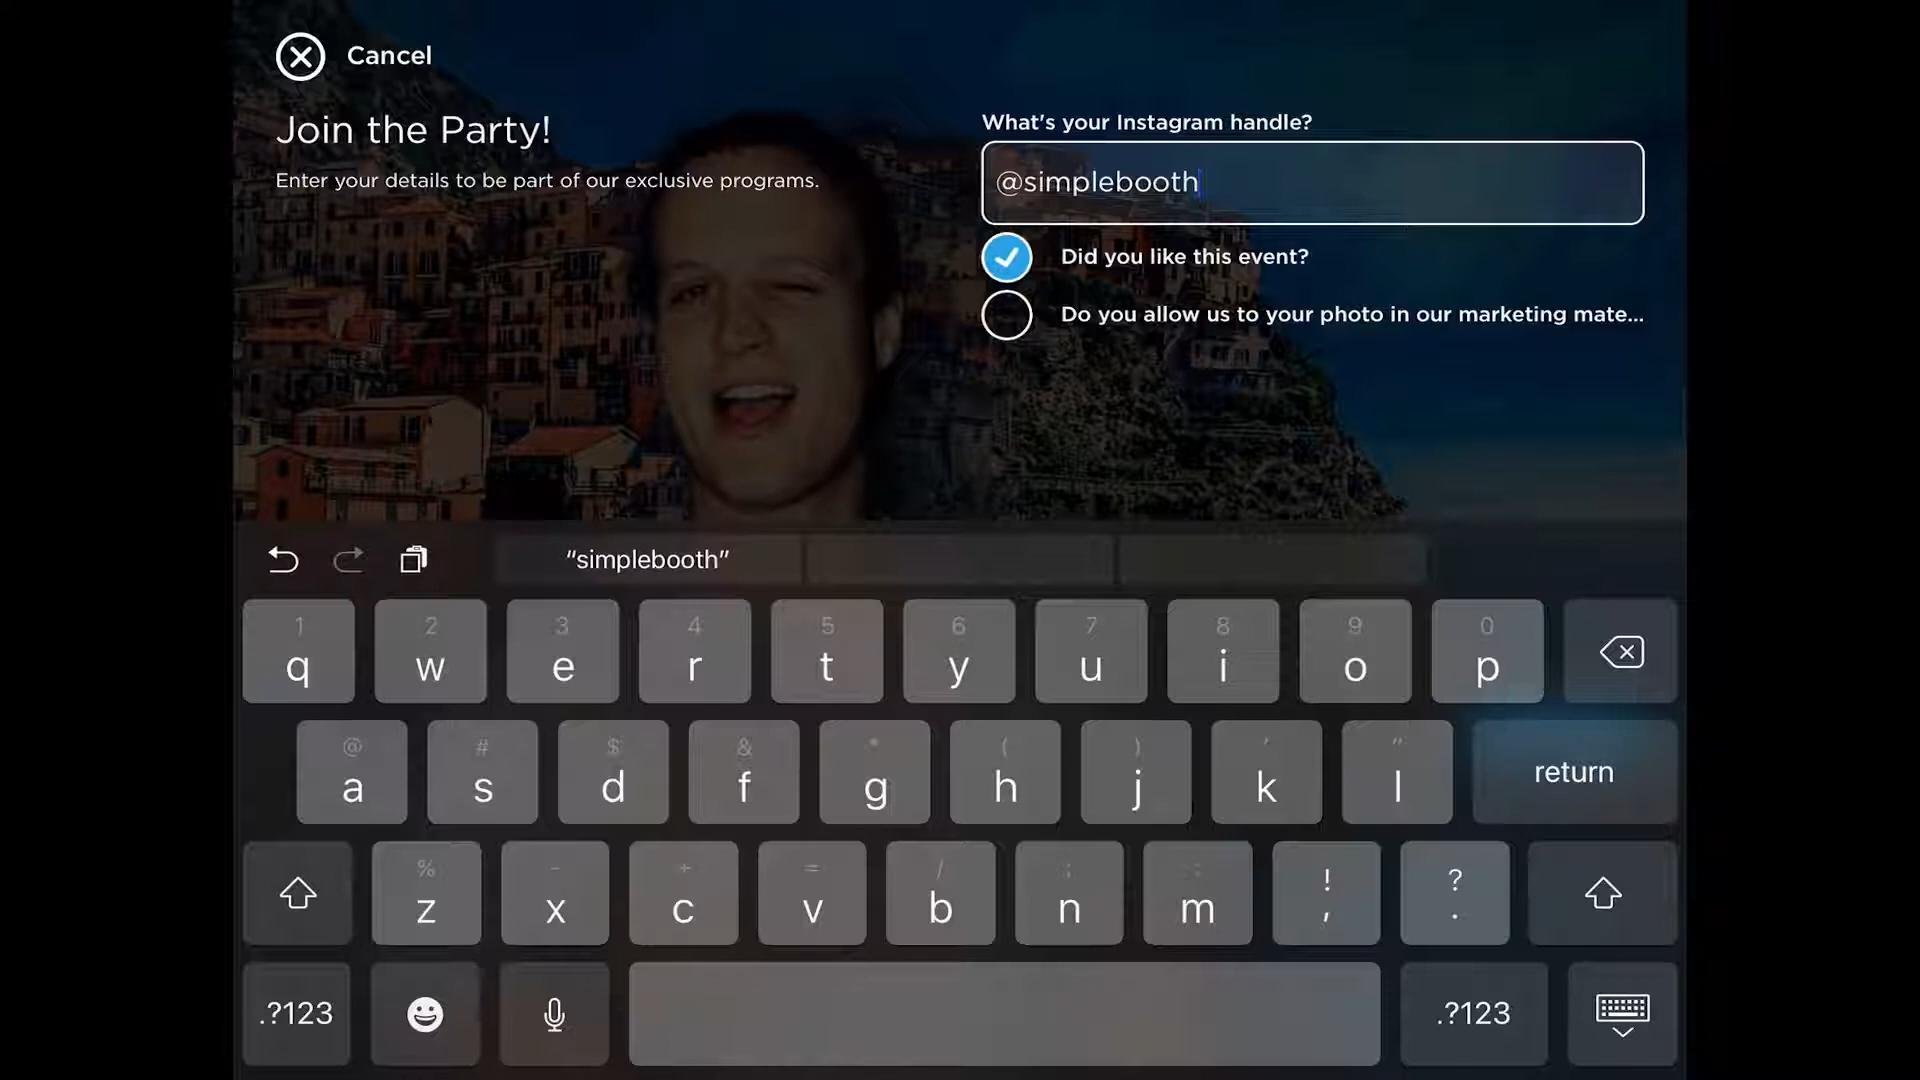 Cancel
Join the Party!
Enter your details to be part of our exclusive programs.
What's your Instagram handle?
@simplebooth
Did you like this event?
Do you allow us to your photo in our marketing mate...
“simplebooth”
1 2 3 4 5 6 7 8 9 0
q w e r t y u i o p
@ # $ & * ( ) ' "
a s d f g h j k l return
% - + = / ; : ! ?
z x c v b n m , .
.?123 .?123